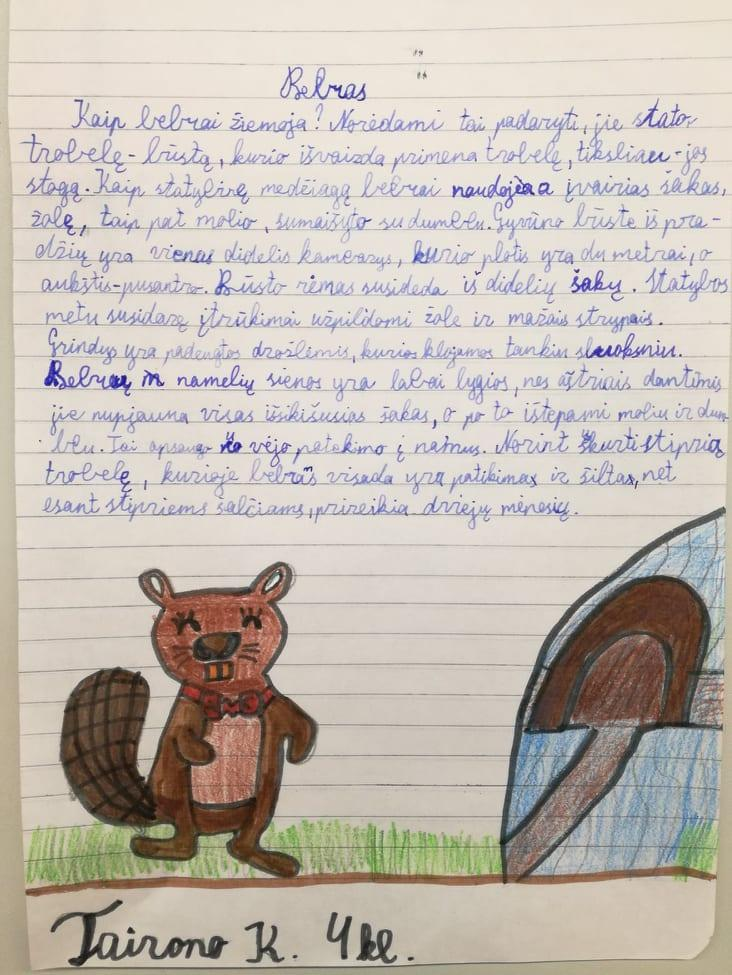 Bebras
Kaip bebrai žiemoja? Norėdami tai padaryti, jie stato,
trobelę-būstą, kurio išvaizda primena trobelę, tiksliau-jos
stogą. Kaip statybinę medžiagą bebrai naudoja įvairias šakas,
žolę, taip pat molio, sumaišyto su dumblu. Gyvūno būste iš pra-
džių yra vienas didelis kambarys, kurio plotis yra du metrai, o
aukštis-pusantro. Būsto rėmas susideda iš didelių šakų. Statybos
metu susidarę įtrūkimai užpildomi žole ir mažais strypais.
Grindys yra padengtos drožlėmis, kurios klojamos tankiu sluoksniu.
Bebrų namelių sienos yra labai lygios, nes aštriais dantimis
jie nupjauna visas išsikišusias šakas, o po to ištepami moliu ir dum-
blu. Tai apsaugo vėjo patekimo į namus. Norint įkurti stiprią
trobelę, kurioje bebras visada yra patikimas ir šiltas, net
esant stipriems šalčiams, prireikia dviejų mėnesių.
Tairono K. 4 kl.